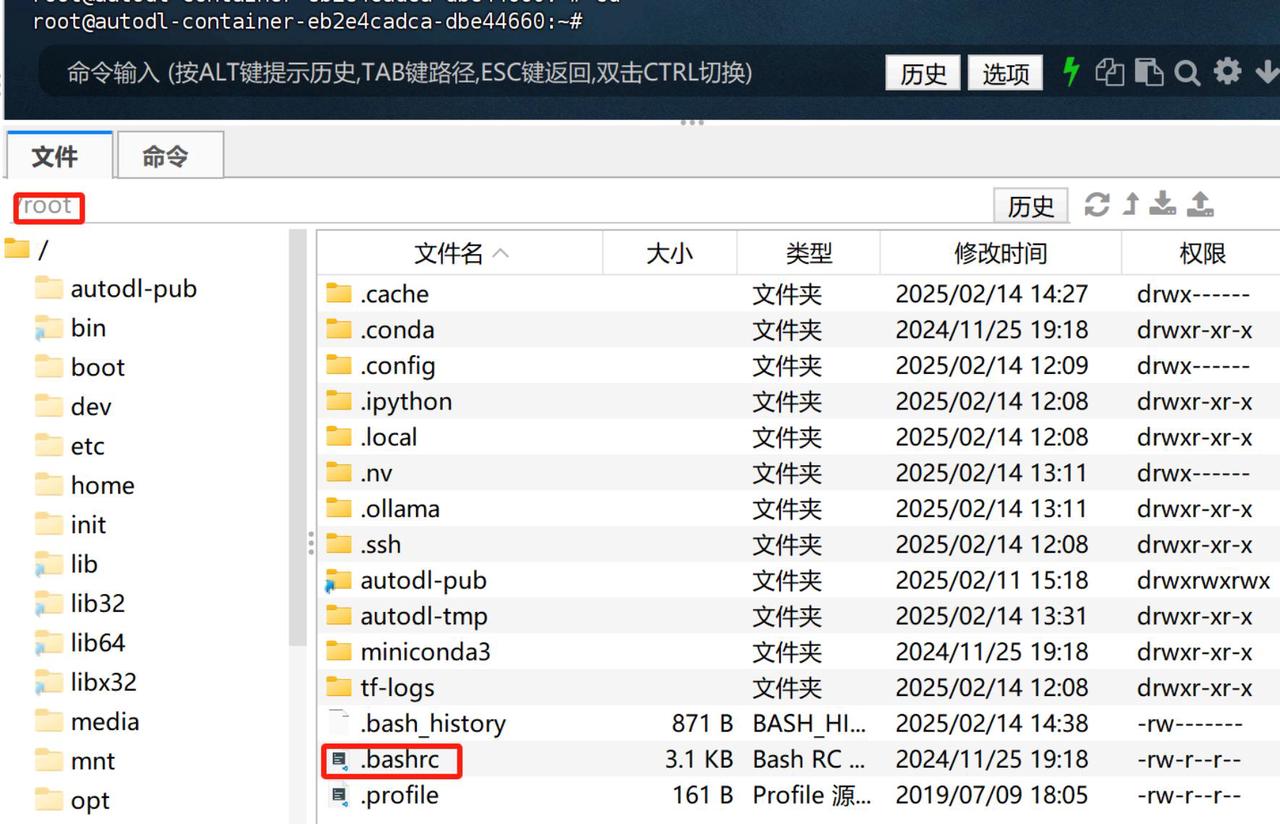 root@autodl-container-eb2e4cadca-dbe44660:~# cd
root@autodl-container-eb2e4cadca-dbe44660:~#
命令输入 (按ALT键提示历史,TAB键路径,ESC键返回,双击CTRL切换) 历史 选项
文件 命令
/root 历史
文件名 大小 类型 修改时间 权限
/
autodl-pub
bin
boot
dev
etc
home
init
lib
lib32
lib64
libx32
media
mnt
opt
.cache 文件夹 2025/02/14 14:27 drwx------
.conda 文件夹 2024/11/25 19:18 drwxr-xr-x
.config 文件夹 2025/02/14 12:09 drwx------
.ipython 文件夹 2025/02/14 12:08 drwxr-xr-x
.local 文件夹 2025/02/14 12:08 drwxr-xr-x
.nv 文件夹 2025/02/14 13:11 drwx------
.ollama 文件夹 2025/02/14 13:11 drwxr-xr-x
.ssh 文件夹 2025/02/14 12:08 drwxr-xr-x
autodl-pub 文件夹 2025/02/11 15:18 drwxrwxrwx
autodl-tmp 文件夹 2025/02/14 13:31 drwxr-xr-x
miniconda3 文件夹 2024/11/25 19:18 drwxr-xr-x
tf-logs 文件夹 2025/02/14 12:08 drwxr-xr-x
.bash_history 871 B BASH_HI... 2025/02/14 14:38 -rw-------
.bashrc 3.1 KB Bash RC ... 2024/11/25 19:18 -rw-r--r--
.profile 161 B Profile 源... 2019/07/09 18:05 -rw-r--r--